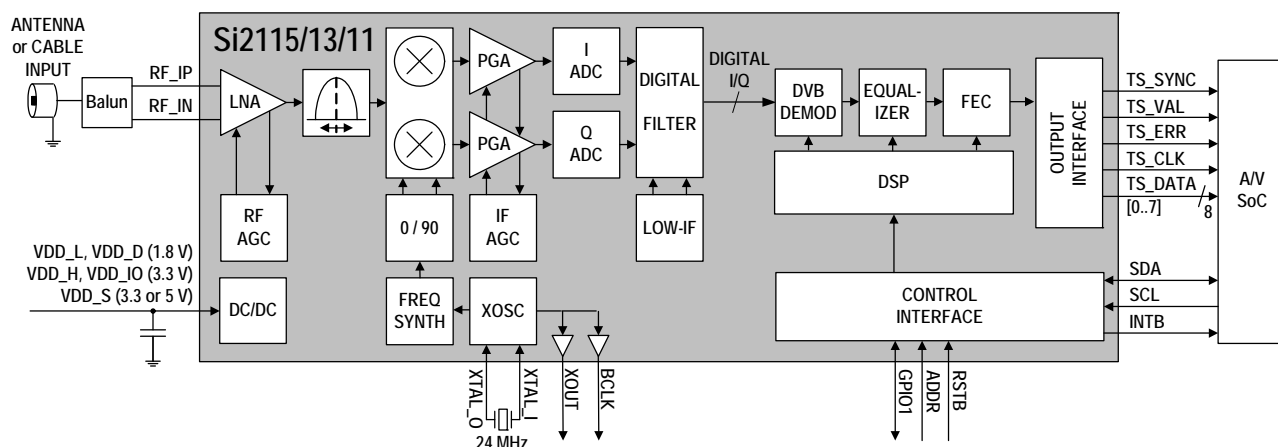 ANTENNA
or CABLE
INPUT
Balun
RF_IP
RF_IN
Si2115/13/11
LNA
PGA
PGA
I
ADC
Q
ADC
DIGITAL
FILTER
DIGITAL
I/Q
DVB
DEMOD
EQUAL-
IZER
FEC
OUTPUT
INTERFACE
TS_SYNC
TS_VAL
TS_ERR
TS_CLK
TS_DATA
[0..7]
8
A/V
SoC
RF
AGC
0 / 90
IF
AGC
LOW-IF
DSP
VDD_L, VDD_D (1.8 V)
VDD_H, VDD_IO (3.3 V)
VDD_S (3.3 or 5 V)
DC/DC
FREQ
SYNTH
XOSC
CONTROL
INTERFACE
SDA
SCL
INTB
XTAL_O
XTAL_I
24 MHz
XOUT
BCLK
GPIO1
ADDR
RSTB